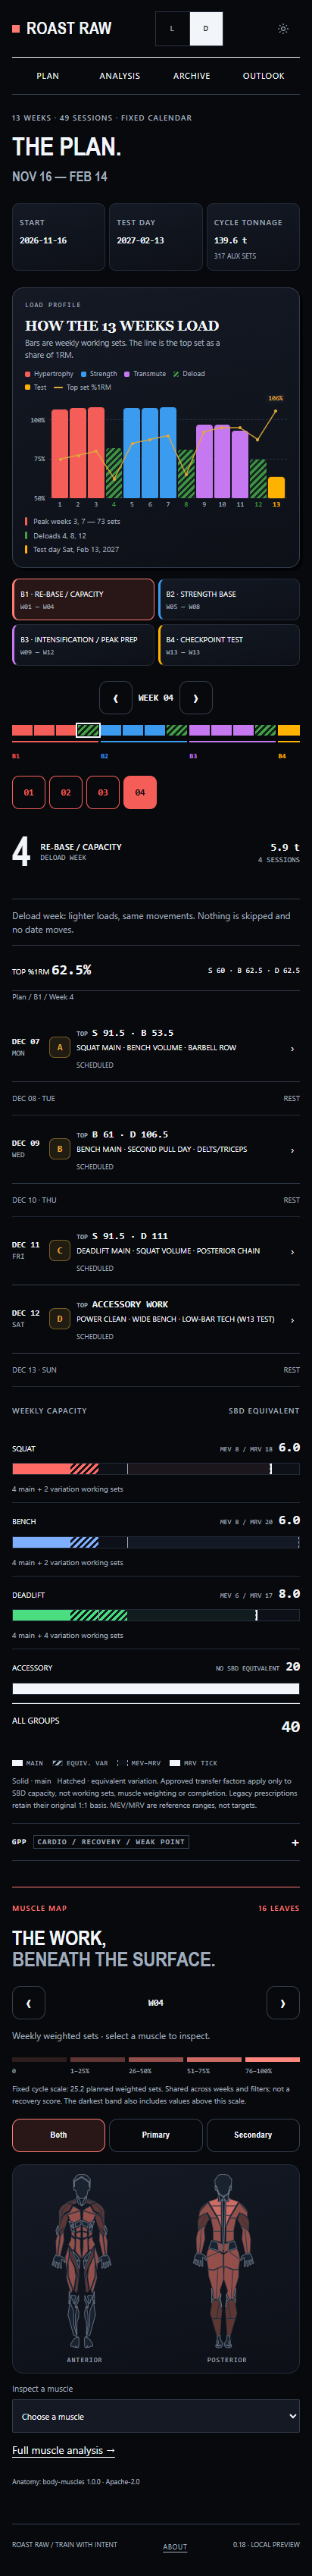 ROAST RAW
L
D
PLAN
ANALYSIS
ARCHIVE
OUTLOOK
13 WEEKS · 49 SESSIONS · FIXED CALENDAR
THE PLAN.
NOV 16 — FEB 14
START
2026-11-16
TEST DAY
2027-02-13
CYCLE TONNAGE
139.6 t
317 AUX SETS
LOAD PROFILE
HOW THE 13 WEEKS LOAD
Bars are weekly working sets. The line is the top set as a
share of 1RM.
Hypertrophy
Strength
Transmute
Deload
Test
Top set %1RM
106%
100%
75%
50%
1 2 3 4 5 6 7 8 9 10 11 12 13
Peak weeks 3, 7 — 73 sets
Deloads 4, 8, 12
Test day Sat, Feb 13, 2027
B1 · RE-BASE / CAPACITY
W01 — W04
B2 · STRENGTH BASE
W05 — W08
B3 · INTENSIFICATION / PEAK PREP
W09 — W12
B4 · CHECKPOINT TEST
W13 — W13
‹
WEEK 04
›
B1
B2
B3
B4
01
02
03
04
4
RE-BASE / CAPACITY
DELOAD WEEK
5.9 t
4 SESSIONS
Deload week: lighter loads, same movements. Nothing is skipped and
no date moves.
TOP %1RM 62.5%
S 60 · B 62.5 · D 62.5
Plan / B1 / Week 4
DEC 07
MON
A
TOP S 91.5 · B 53.5
SQUAT MAIN · BENCH VOLUME · BARBELL ROW
SCHEDULED
›
DEC 08 · TUE
REST
DEC 09
WED
B
TOP B 61 · D 106.5
BENCH MAIN · SECOND PULL DAY · DELTS/TRICEPS
SCHEDULED
›
DEC 10 · THU
REST
DEC 11
FRI
C
TOP S 91.5 · D 111
DEADLIFT MAIN · SQUAT VOLUME · POSTERIOR CHAIN
SCHEDULED
›
DEC 12
SAT
D
TOP ACCESSORY WORK
POWER CLEAN · WIDE BENCH · LOW-BAR TECH (W13 TEST)
SCHEDULED
›
DEC 13 · SUN
REST
WEEKLY CAPACITY
SBD EQUIVALENT
SQUAT
MEV 8 / MRV 18 6.0
4 main + 2 variation working sets
BENCH
MEV 8 / MRV 20 6.0
4 main + 2 variation working sets
DEADLIFT
MEV 6 / MRV 17 8.0
4 main + 4 variation working sets
ACCESSORY
NO SBD EQUIVALENT 20
ALL GROUPS
40
MAIN
EQUIV. VAR
MEV—MRV
MRV TICK
Solid · main Hatched · equivalent variation. Approved transfer factors apply only to
SBD capacity, not working sets, muscle weighting or completion. Legacy prescriptions
retain their original 1:1 basis. MEV/MRV are reference ranges, not targets.
GPP
CARDIO / RECOVERY / WEAK POINT
+
MUSCLE MAP
16 LEAVES
THE WORK,
BENEATH THE SURFACE.
‹
W04
›
Weekly weighted sets · select a muscle to inspect.
0
1–25%
26–50%
51–75%
76–100%
Fixed cycle scale: 25.2 planned weighted sets. Shared across weeks and filters; not a
recovery score. The darkest band also includes values above this scale.
Both
Primary
Secondary
ANTERIOR
POSTERIOR
Inspect a muscle
Choose a muscle
Full muscle analysis →
Anatomy: body-muscles 1.0.0 · Apache-2.0
ROAST RAW / TRAIN WITH INTENT
ABOUT
0.18 · LOCAL PREVIEW